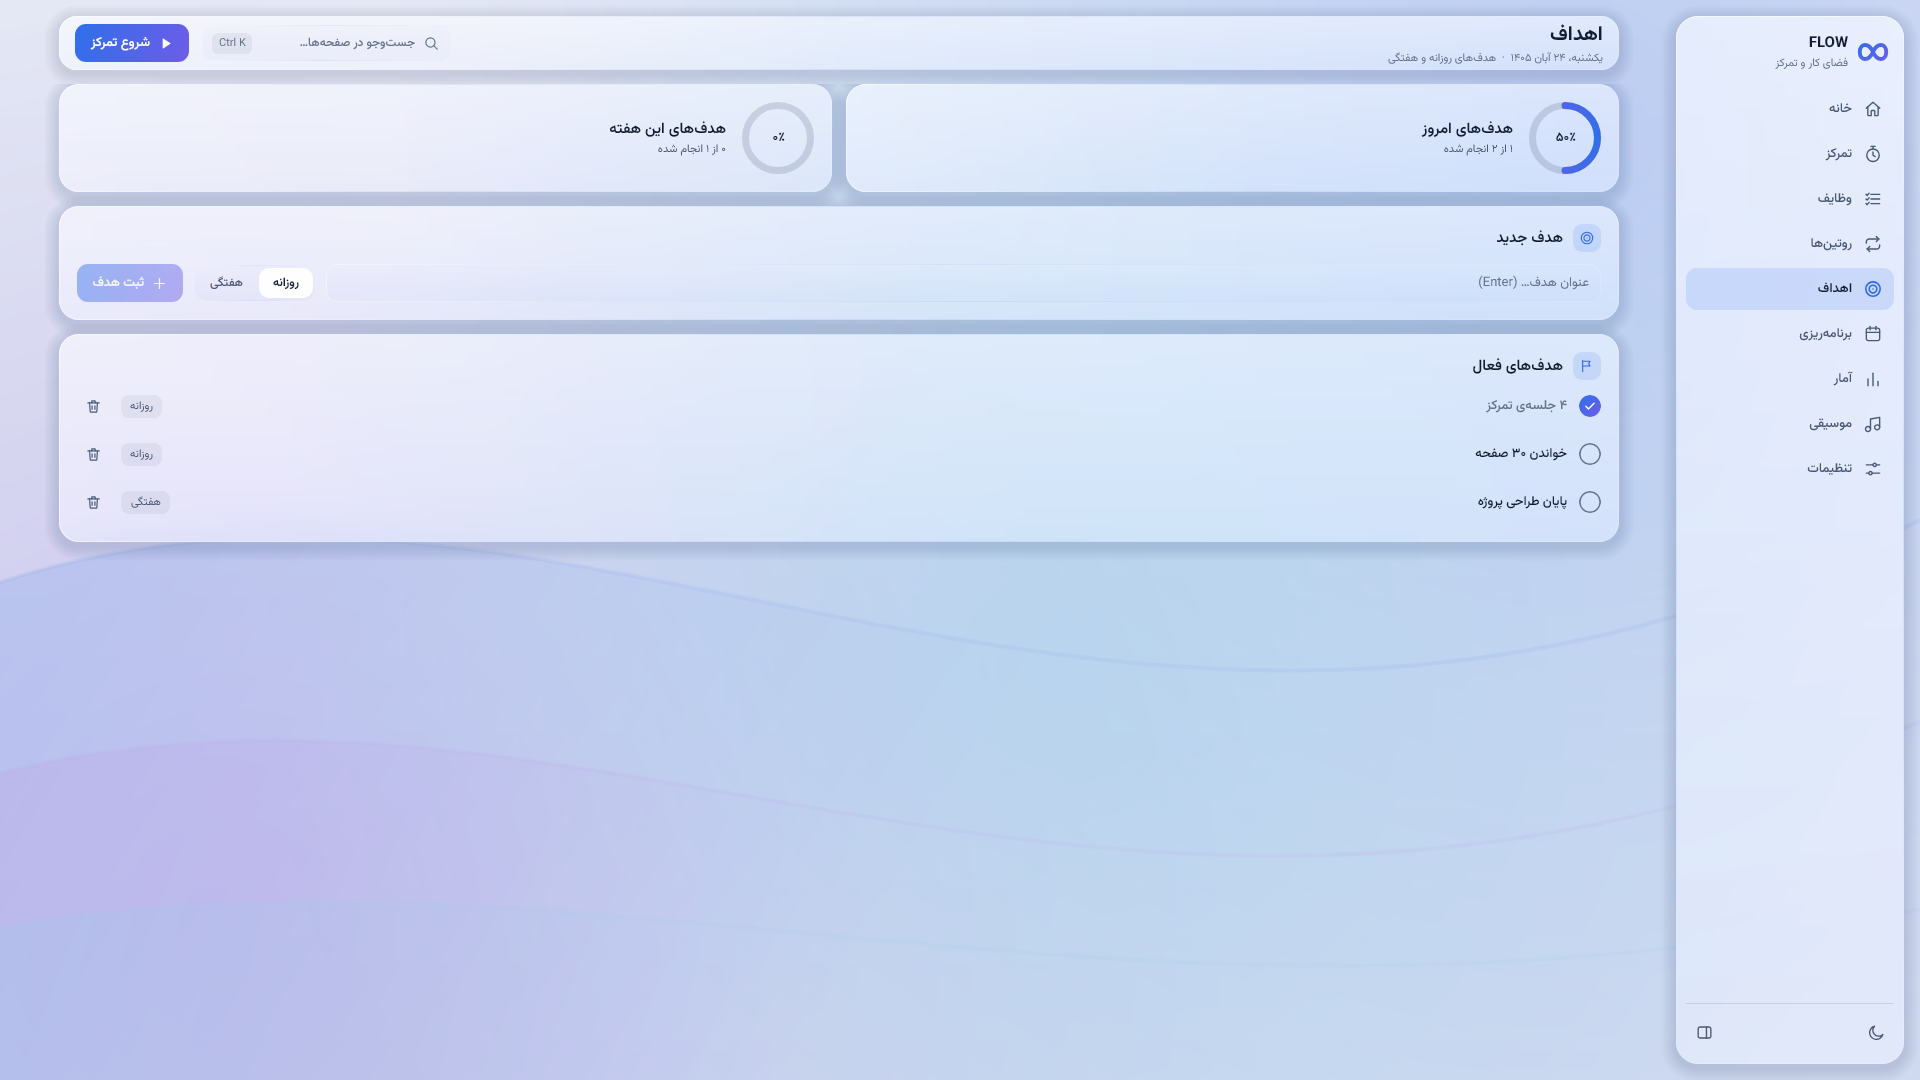 FLOW
فضای کار و تمرکز
خانه
تمرکز
وظایف
روتین‌ها
اهداف
برنامه‌ریزی
آمار
موسیقی
تنظیمات
اهداف
یکشنبه، ۲۴ آبان ۱۴۰۵ · هدف‌های روزانه و هفتگی
جست‌وجو در صفحه‌ها... Ctrl K
شروع تمرکز
۵۰٪
هدف‌های امروز
۱ از ۲ انجام شده
۰٪
هدف‌های این هفته
۰ از ۱ انجام شده
هدف جدید
عنوان هدف... (Enter) روزانه هفتگی ثبت هدف
هدف‌های فعال
۴ جلسه‌ی تمرکز روزانه
خواندن ۳۰ صفحه روزانه
پایان طراحی پروژه هفتگی